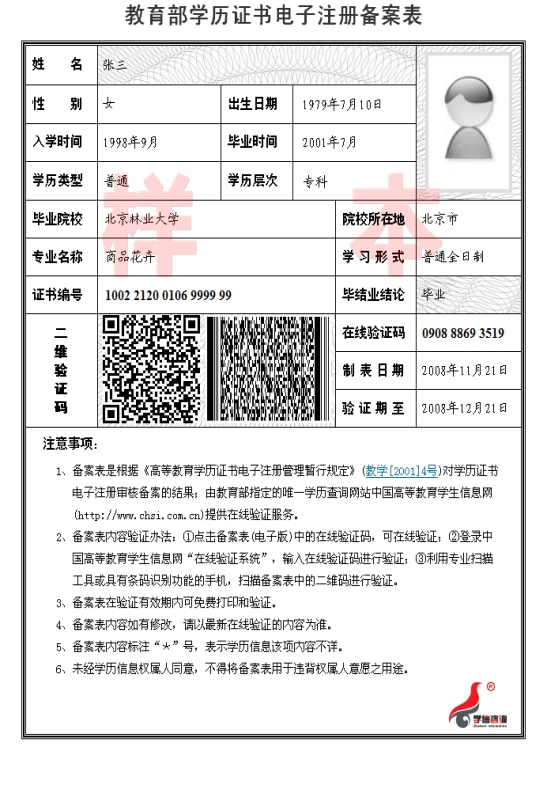 教育部学历证书电子注册备案表
姓 名 张三
性 别 女 出生日期 1979年7月10日
入学时间 1998年9月 毕业时间 2001年7月
学历类型 普通 学历层次 专科
样本
毕业院校 北京林业大学 院校所在地 北京市
专业名称 商品花卉 学习形式 普通全日制
证书编号 1002 2120 0106 9999 99 毕结业结论 毕业
二维验证码 在线验证码 0908 8869 3519
制表日期 2008年11月21日
验证期至 2008年12月21日
注意事项:
1、备案表是根据《高等教育学历证书电子注册管理暂行规定》(教学[2001]4号)对学历证书
电子注册审核备案的结果;由教育部指定的唯一学历查询网站中国高等教育学生信息网
(http://www.chsi.com.cn)提供在线验证服务。
2、备案表内容验证办法:①点击备案表(电子版)中的在线验证码,可在线验证;②登录中
国高等教育学生信息网“在线验证系统”,输入在线验证码进行验证;③利用专业扫描
工具或具有条码识别功能的手机,扫描备案表中的二维码进行验证。
3、备案表在验证有效期内可免费打印和验证。
4、备案表内容如有修改,请以最新在线验证的内容为准。
5、备案表内容标注“*”号,表示学历信息该项内容不详。
6、未经学历信息权属人同意,不得将备案表用于违背权属人意愿之用途。
®
学信咨询
Student information